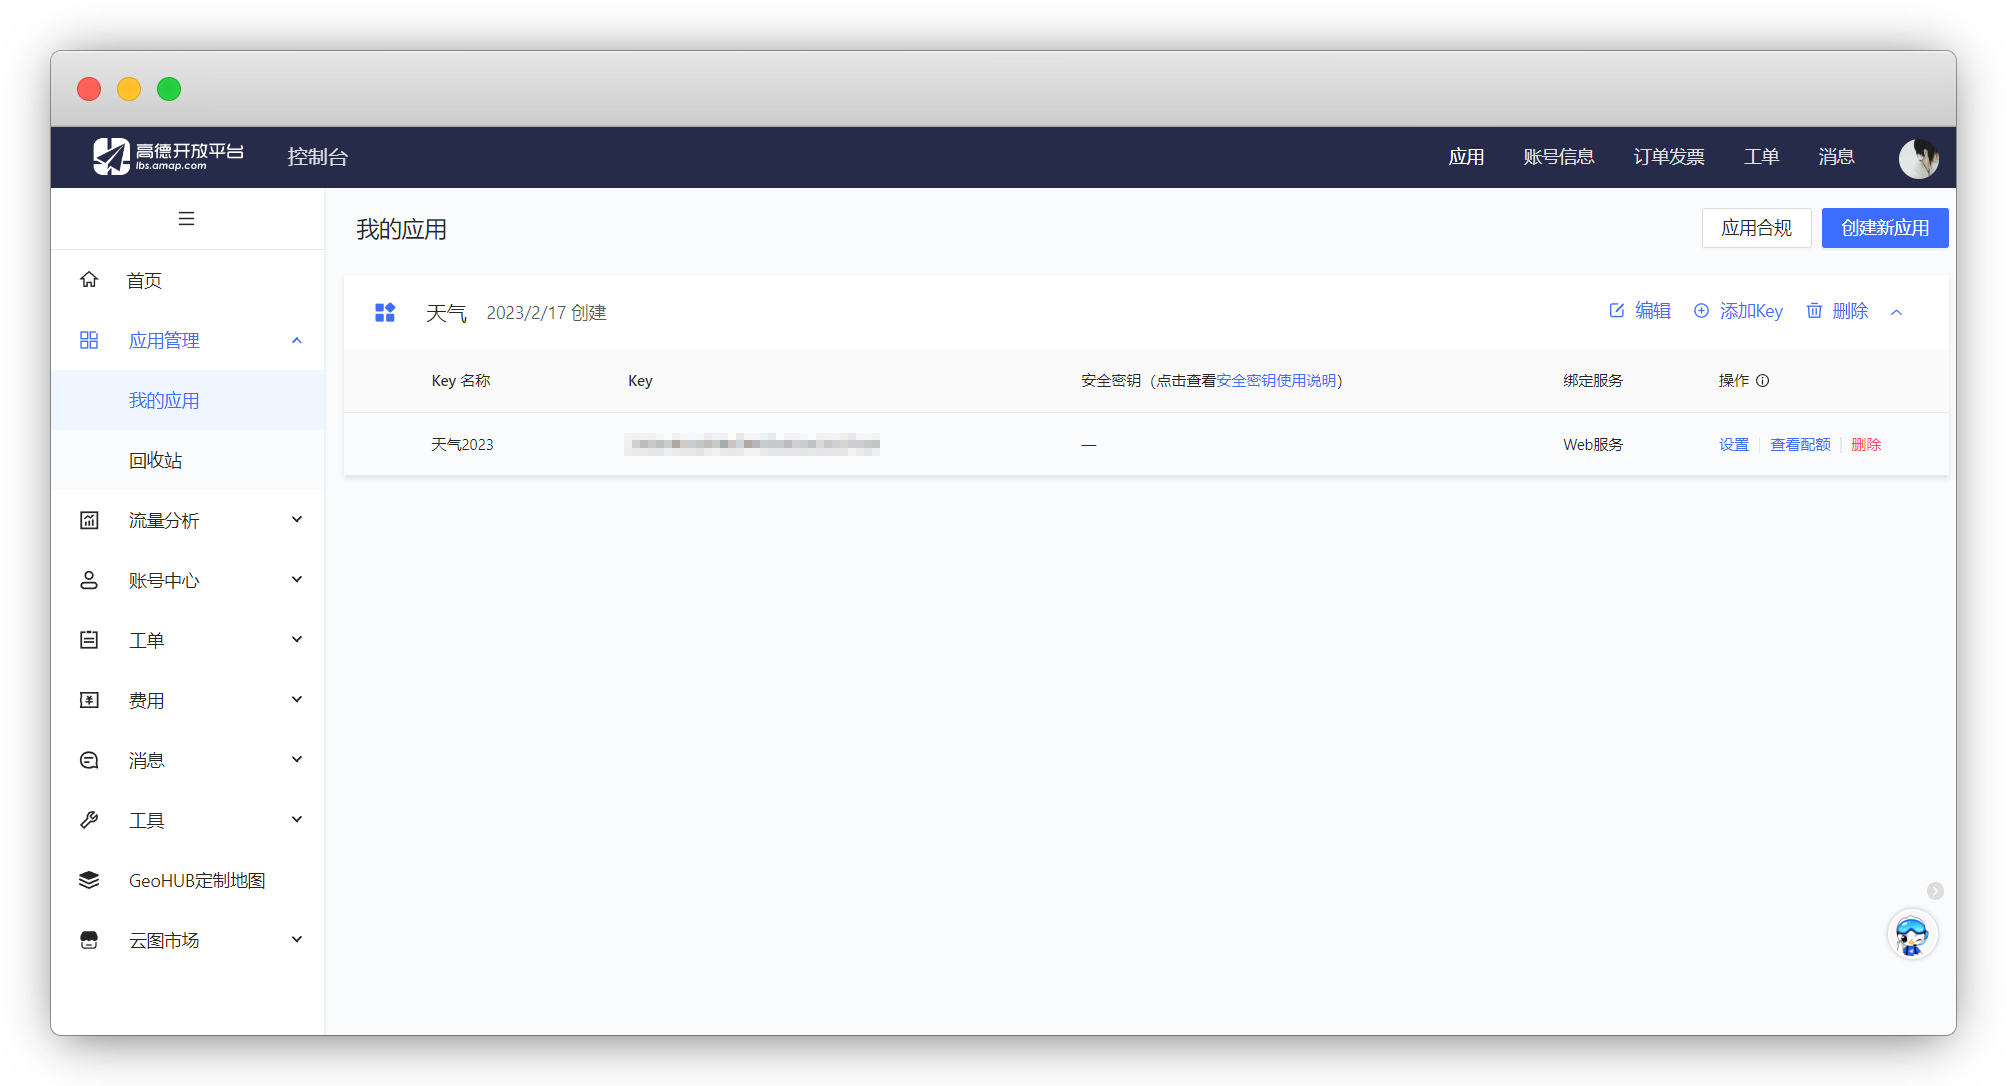 高德开放平台
lbs.amap.com
控制台
应用 账号信息 订单发票 工单 消息
我的应用
应用合规 创建新应用
首页
应用管理
我的应用
回收站
流量分析
账号中心
工单
费用
消息
工具
GeoHUB定制地图
云图市场
天气 2023/2/17 创建
编辑 添加Key 删除
Key 名称 Key 安全密钥（点击查看安全密钥使用说明） 绑定服务 操作
天气2023 — Web服务 设置 查看配额 删除